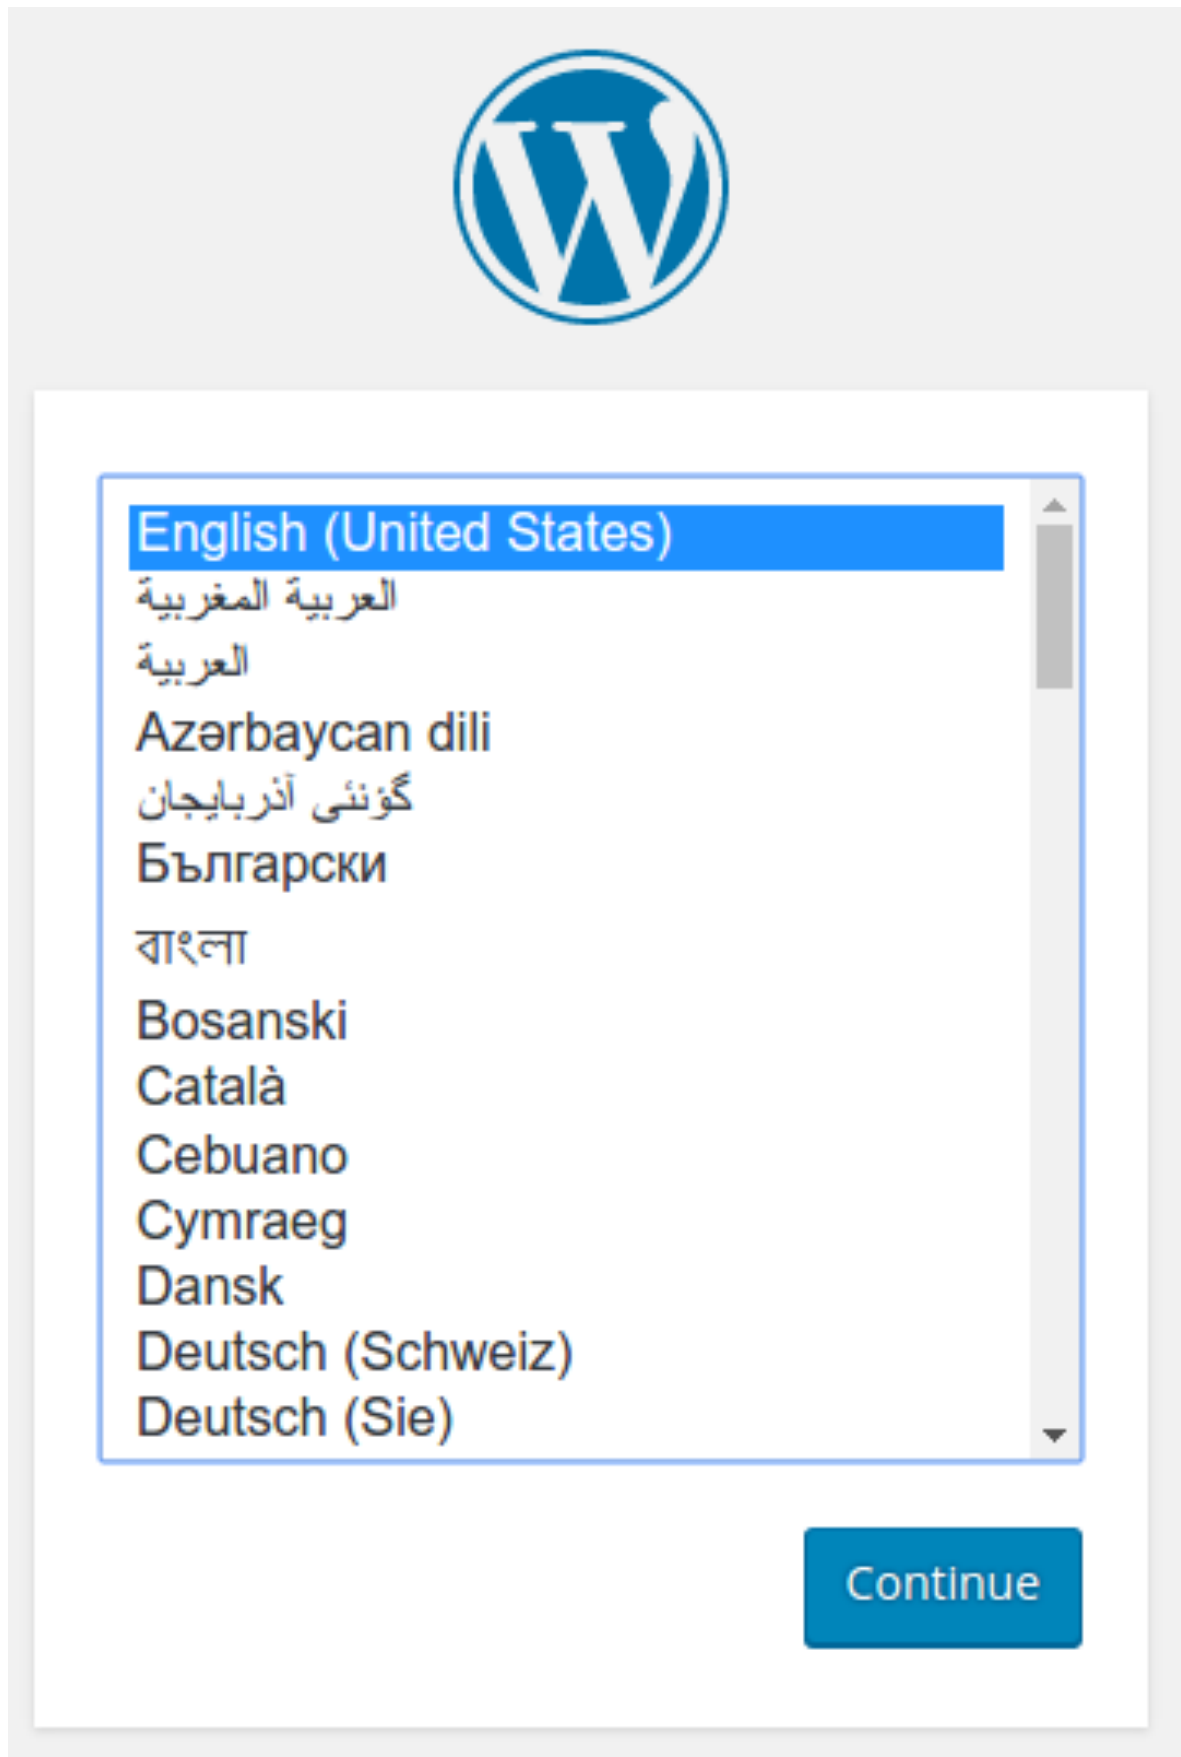 English (United States)
العربية المغربية
العربية
Azərbaycan dili
گؤنئی آذربایجان
Български
বাংলা
Bosanski
Català
Cebuano
Cymraeg
Dansk
Deutsch (Schweiz)
Deutsch (Sie)
Continue